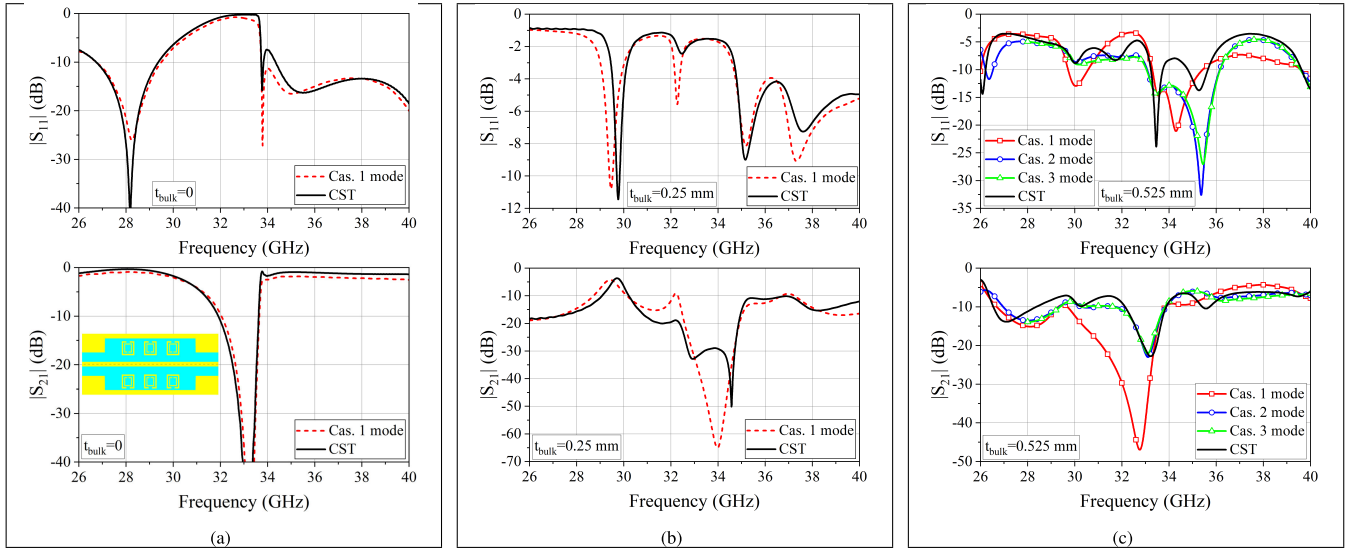 0
-10
-20
-30
-40
|S11| (dB)
tbulk=0
Cas. 1 mode
CST
26 28 30 32 34 36 38 40
Frequency (GHz)
0
-10
-20
-30
-40
|S21| (dB)
tbulk=0
Cas. 1 mode
CST
26 28 30 32 34 36 38 40
Frequency (GHz)
(a)
0
-2
-4
-6
-8
-10
-12
|S11| (dB)
tbulk=0.25 mm
Cas. 1 mode
CST
26 28 30 32 34 36 38 40
Frequency (GHz)
0
-10
-20
-30
-40
-50
-60
-70
|S21| (dB)
tbulk=0.25 mm
Cas. 1 mode
CST
26 28 30 32 34 36 38 40
Frequency (GHz)
(b)
0
-5
-10
-15
-20
-25
-30
-35
|S11| (dB)
Cas. 1 mode
Cas. 2 mode
Cas. 3 mode
CST
tbulk=0.525 mm
26 28 30 32 34 36 38 40
Frequency (GHz)
0
-10
-20
-30
-40
-50
|S21| (dB)
Cas. 1 mode
Cas. 2 mode
Cas. 3 mode
CST
tbulk=0.525 mm
26 28 30 32 34 36 38 40
Frequency (GHz)
(c)